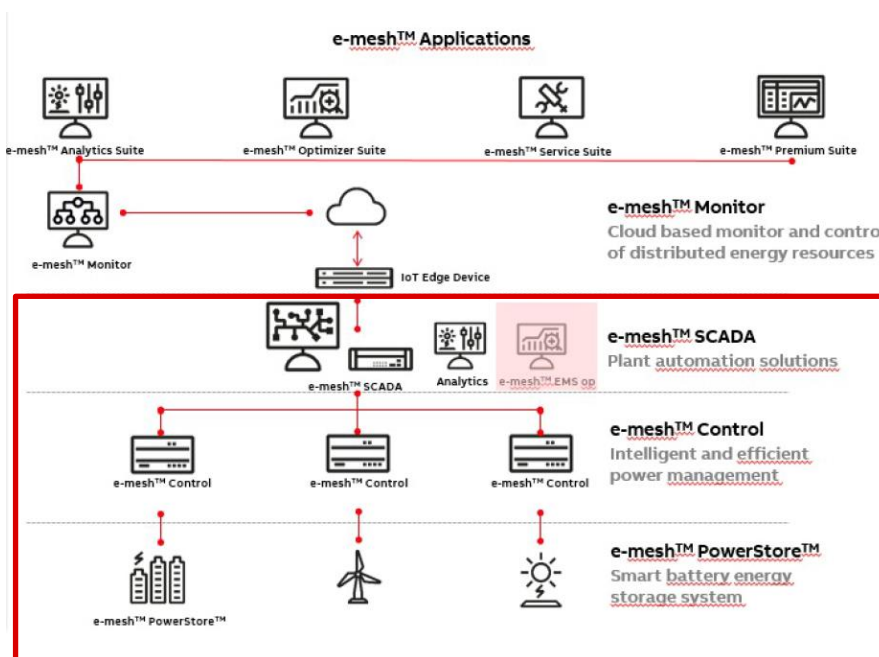 e-mesh™ Applications
e-mesh™ Analytics Suite
e-mesh™ Optimizer Suite
e-mesh™ Service Suite
e-mesh™ Premium Suite
e-mesh™ Monitor
Cloud based monitor and contro
of distributed energy resources
e-mesh™ Monitor
IoT Edge Device
e-mesh™ SCADA
Plant automation solutions
e-mesh™ SCADA
Analytics
e-mesh™ EMS op
e-mesh™ Control
Intelligent and efficient
power management
e-mesh™ Control
e-mesh™ Control
e-mesh™ Control
e-mesh™ PowerStore™
Smart battery energy
storage system
e-mesh™ PowerStore™